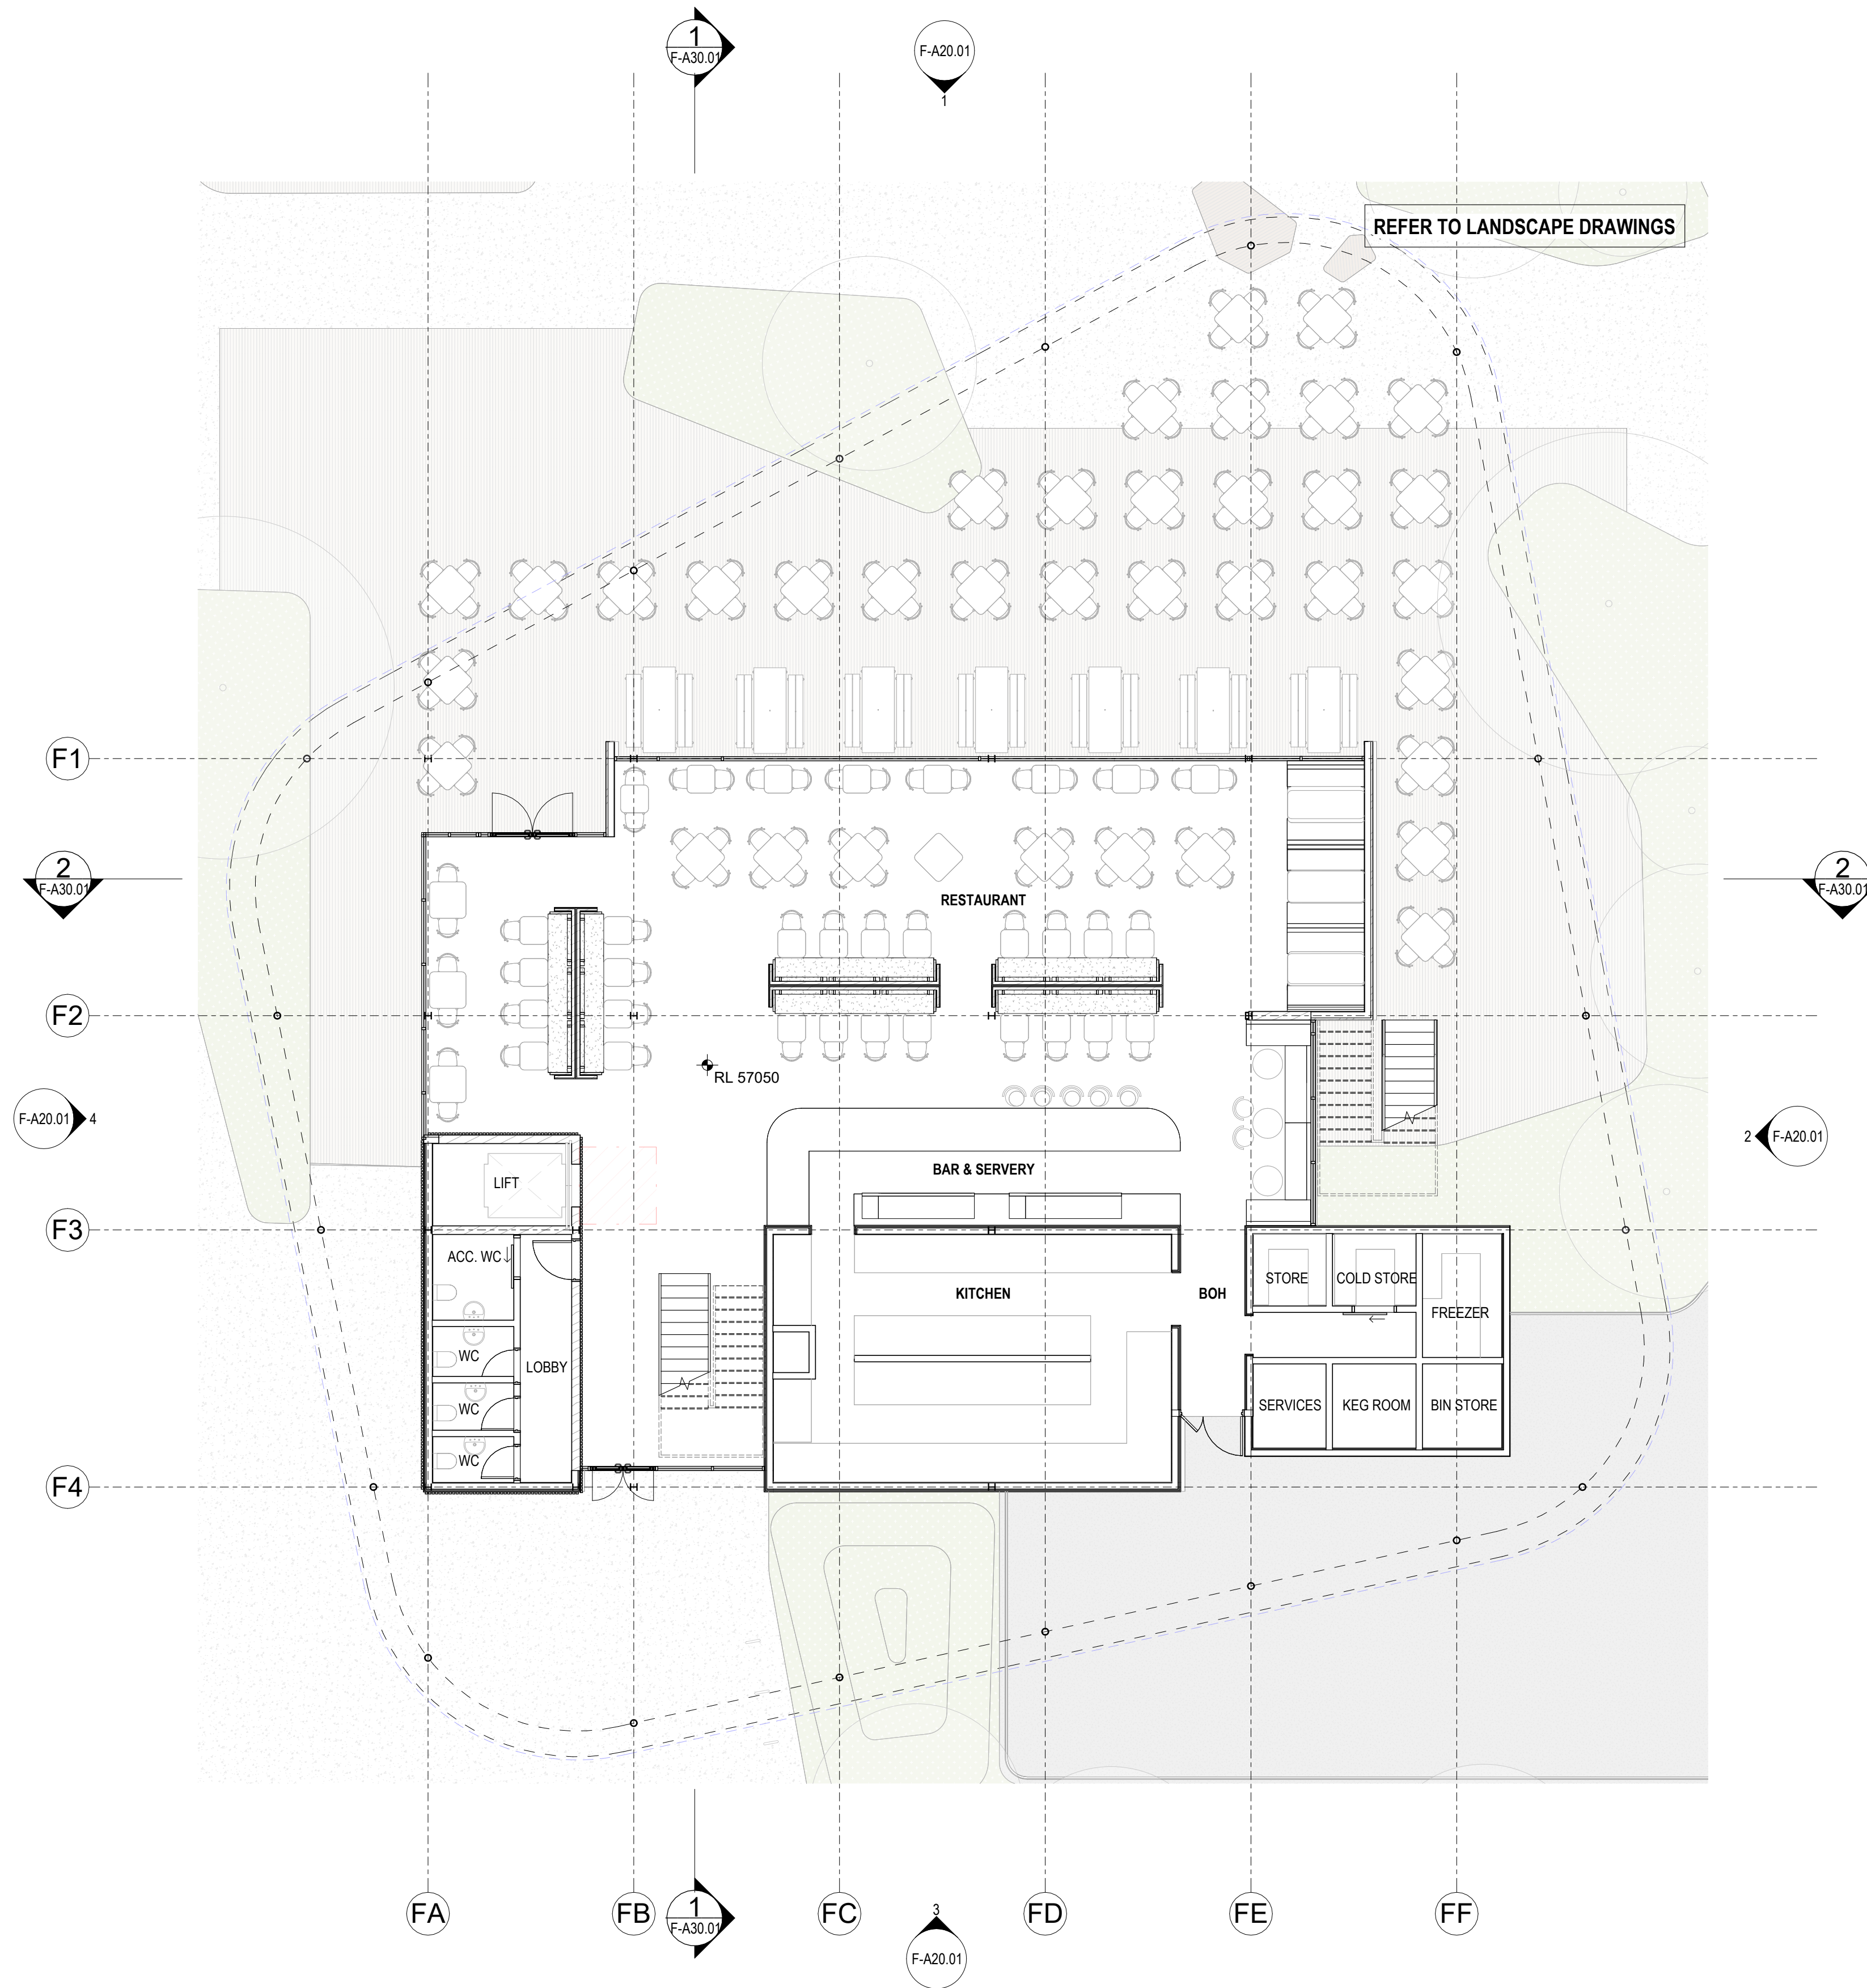 1
F-A30.01
F-A20.01
1
REFER TO LANDSCAPE DRAWINGS
F1
2
F-A30.01
2
F-A30.01
RESTAURANT
F2
RL 57050
F-A20.01
4
2
F-A20.01
BAR & SERVERY
LIFT
F3
ACC. WC
STORE
COLD STORE
KITCHEN
BOH
FREEZER
WC
LOBBY
WC
SERVICES
KEG ROOM
BIN STORE
WC
F4
FA
FB
1
F-A30.01
FC
3
F-A20.01
FD
FE
FF